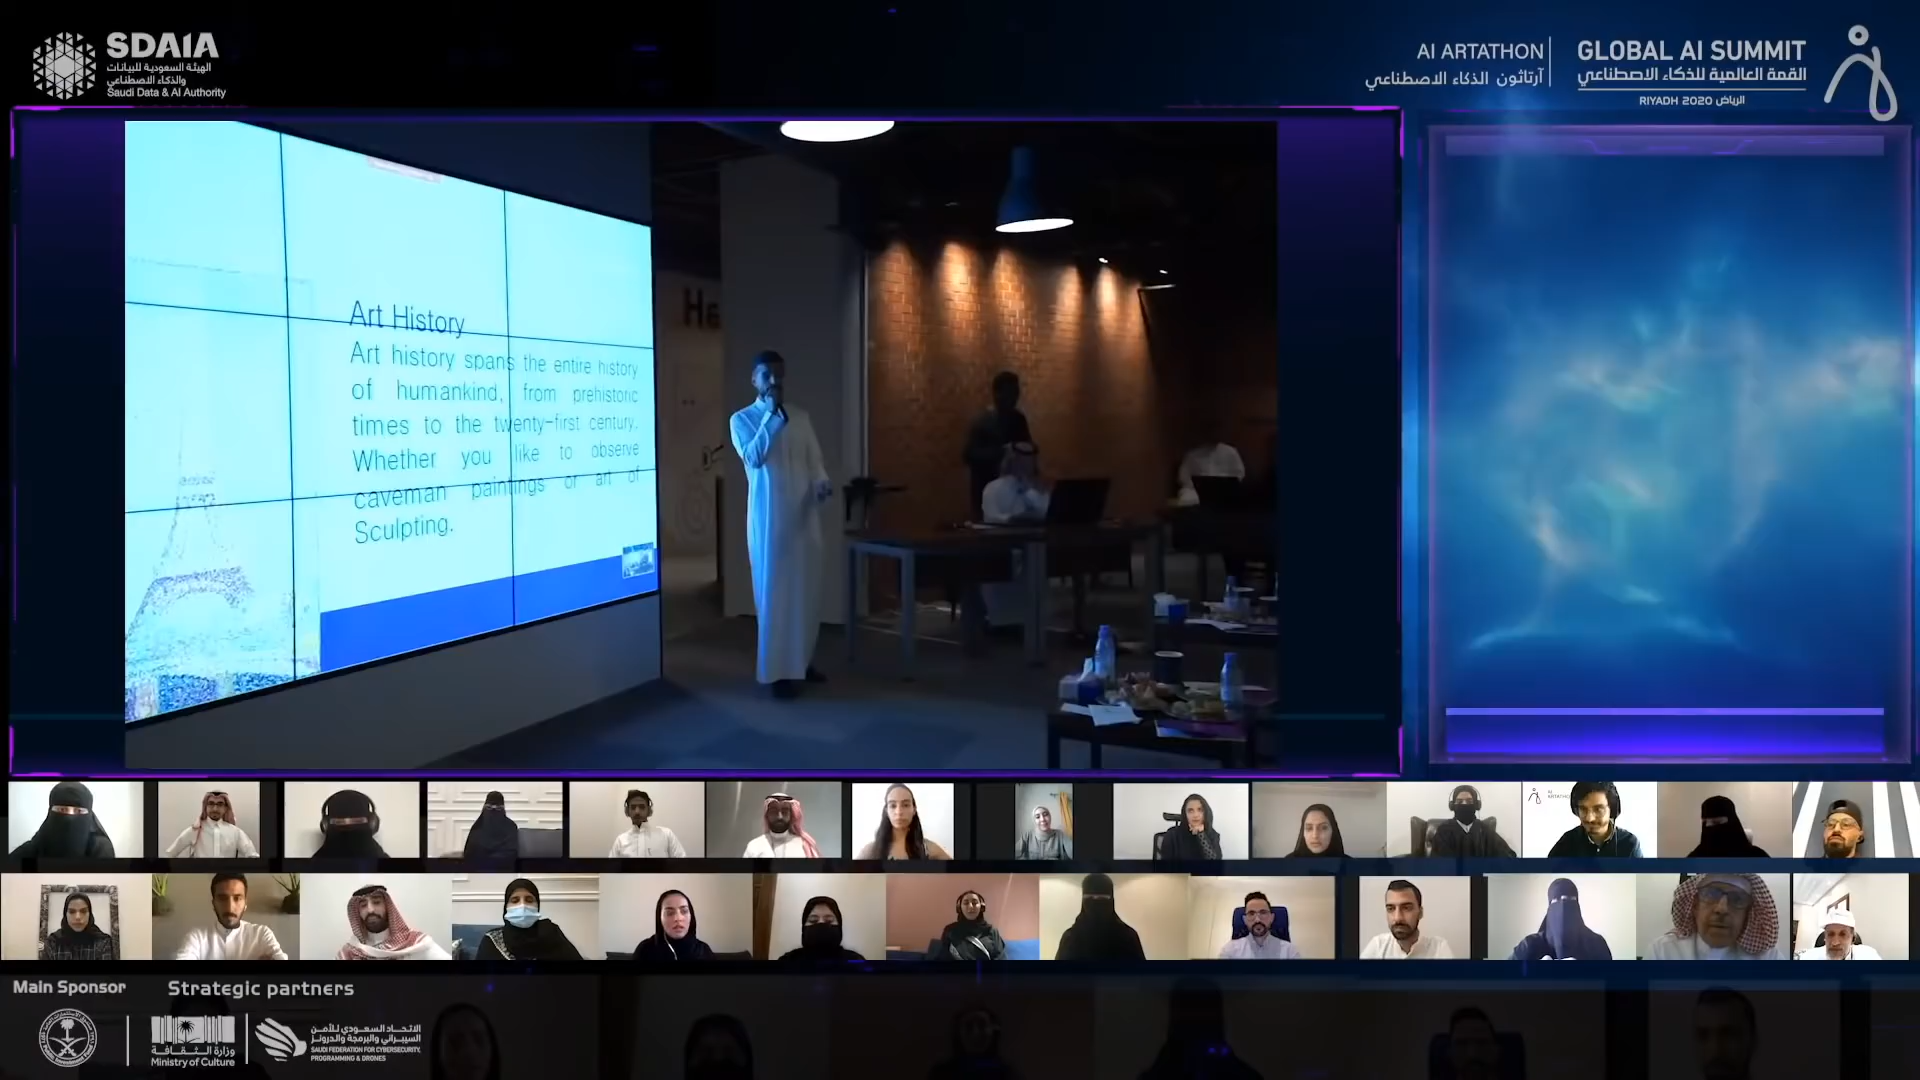 SDAIA
الهيئة السعودية للبيانات
والذكاء الاصطناعي
Saudi Data & AI Authority
AI ARTATHON
آرتاثون الذكاء الاصطناعي
GLOBAL AI SUMMIT
القمة العالمية للذكاء الاصطناعي
RIYADH 2020 الرياض
Art History
Art history spans the entire history
of humankind, from prehistoric
times to the twenty-first century.
Whether you like to observe
caveman paintings or art of
Sculpting.
He
Main Sponsor
Strategic partners
وزارة الثقافة
Ministry of Culture
الاتحاد السعودي للأمن
السيبراني والبرمجة والدرونز
SAUDI FEDERATION FOR CYBERSECURITY,
PROGRAMMING & DRONES